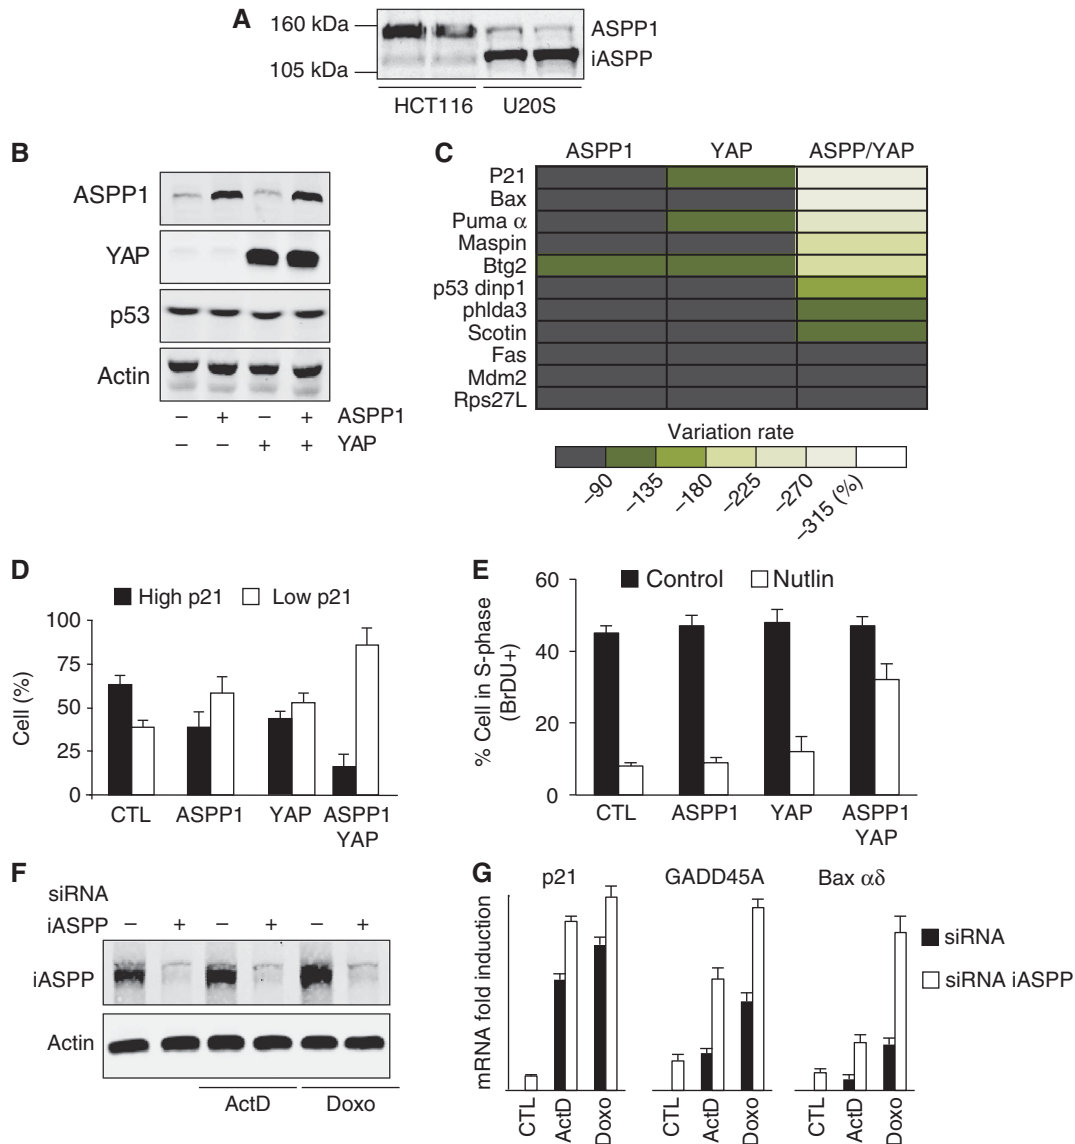 A
160 kDa
105 kDa
ASPP1
iASPP
HCT116 U20S
B
ASPP1
YAP
p53
Actin
– + – + ASPP1
– – + + YAP
C
ASPP1 YAP ASPP/YAP
P21
Bax
Puma α
Maspin
Btg2
p53 dinp1
phlda3
Scotin
Fas
Mdm2
Rps27L
Variation rate
–90 –135 –180 –225 –270 –315 (%)
D
High p21 Low p21
Cell (%)
100
75
50
25
0
CTL ASPP1 YAP ASPP1
YAP
E
Control Nutlin
% Cell in S-phase
(BrDU+)
60
40
20
0
CTL ASPP1 YAP ASPP1
YAP
F
siRNA
iASPP – + – + – +
iASPP
Actin
ActD Doxo
G
p21 GADD45A Bax αδ
mRNA fold induction
siRNA
siRNA iASPP
CTL ActD Doxo CTL ActD Doxo CTL ActD Doxo